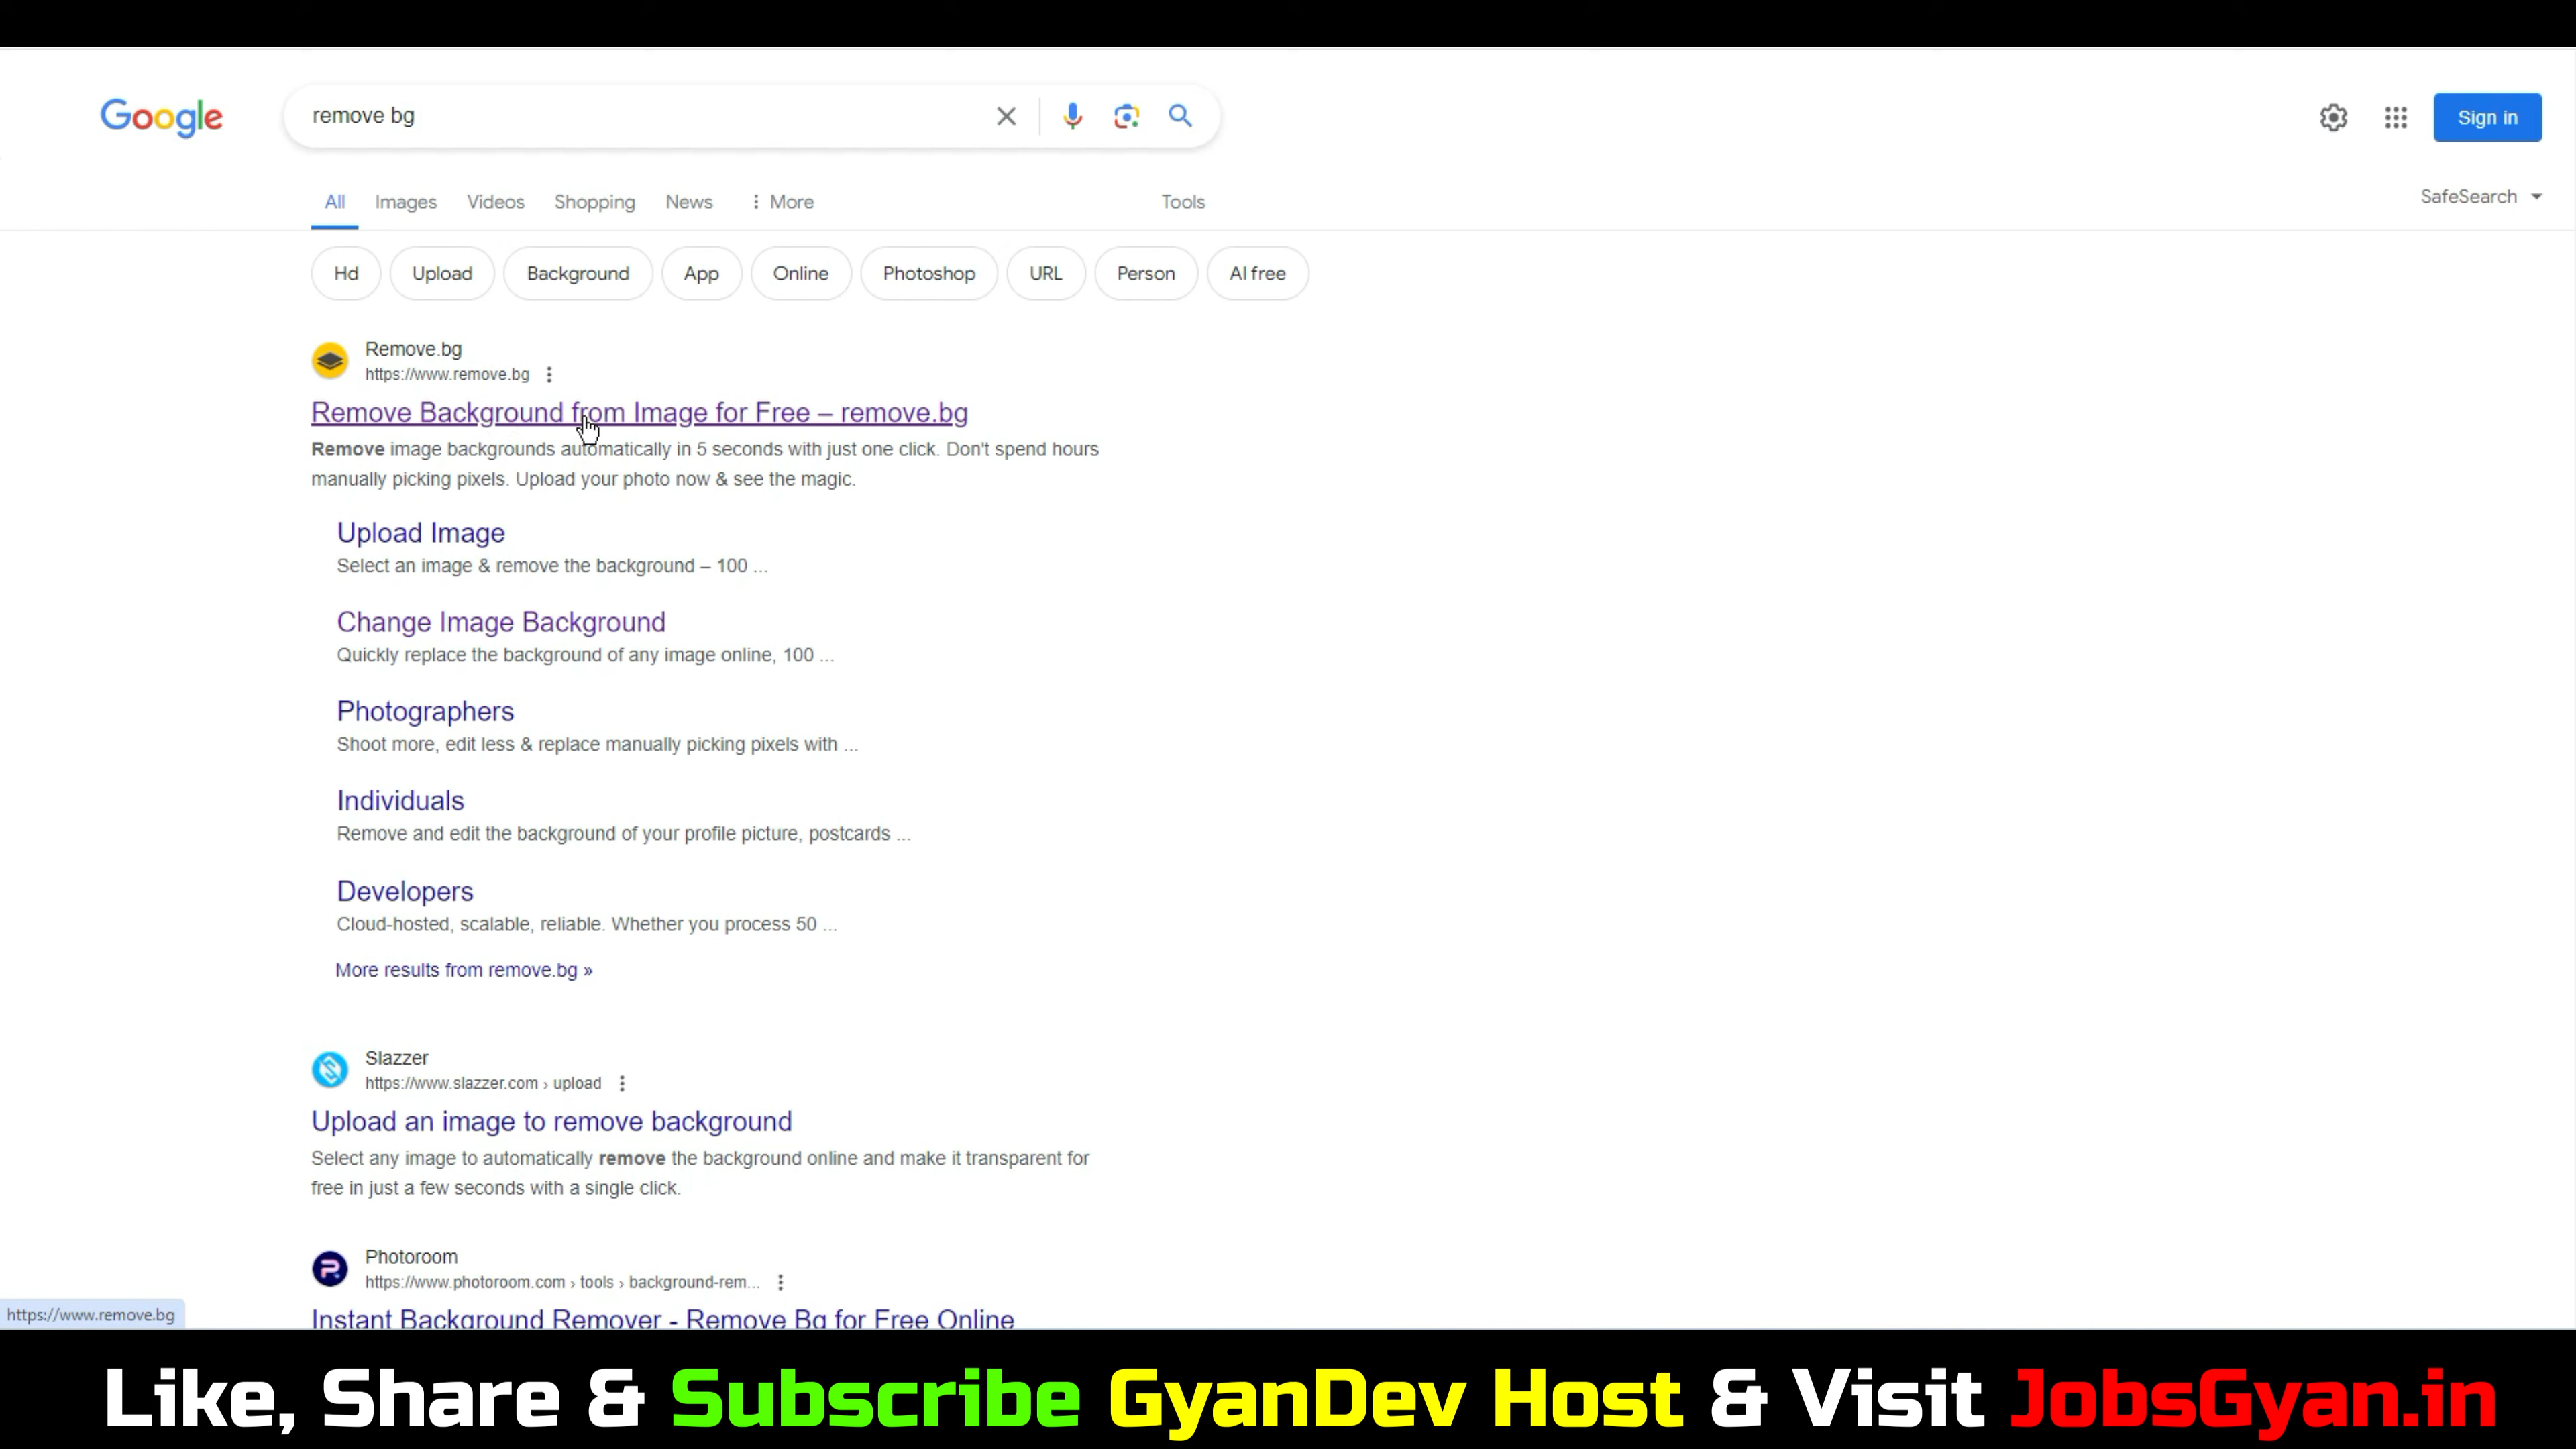 Google
remove bg
Sign in
All Images Videos Shopping News More Tools
SafeSearch
Hd Upload Background App Online Photoshop URL Person AI free
Remove.bg
https://www.remove.bg
Remove Background from Image for Free – remove.bg
Remove image backgrounds automatically in 5 seconds with just one click. Don't spend hours
manually picking pixels. Upload your photo now & see the magic.
Upload Image
Select an image & remove the background – 100 ...
Change Image Background
Quickly replace the background of any image online, 100 ...
Photographers
Shoot more, edit less & replace manually picking pixels with ...
Individuals
Remove and edit the background of your profile picture, postcards ...
Developers
Cloud-hosted, scalable, reliable. Whether you process 50 ...
More results from remove.bg »
Slazzer
https://www.slazzer.com › upload
Upload an image to remove background
Select any image to automatically remove the background online and make it transparent for
free in just a few seconds with a single click.
Photoroom
https://www.photoroom.com › tools › background-rem...
Instant Background Remover - Remove Bg for Free Online
https://www.remove.bg
Like, Share & Subscribe GyanDev Host & Visit JobsGyan.in